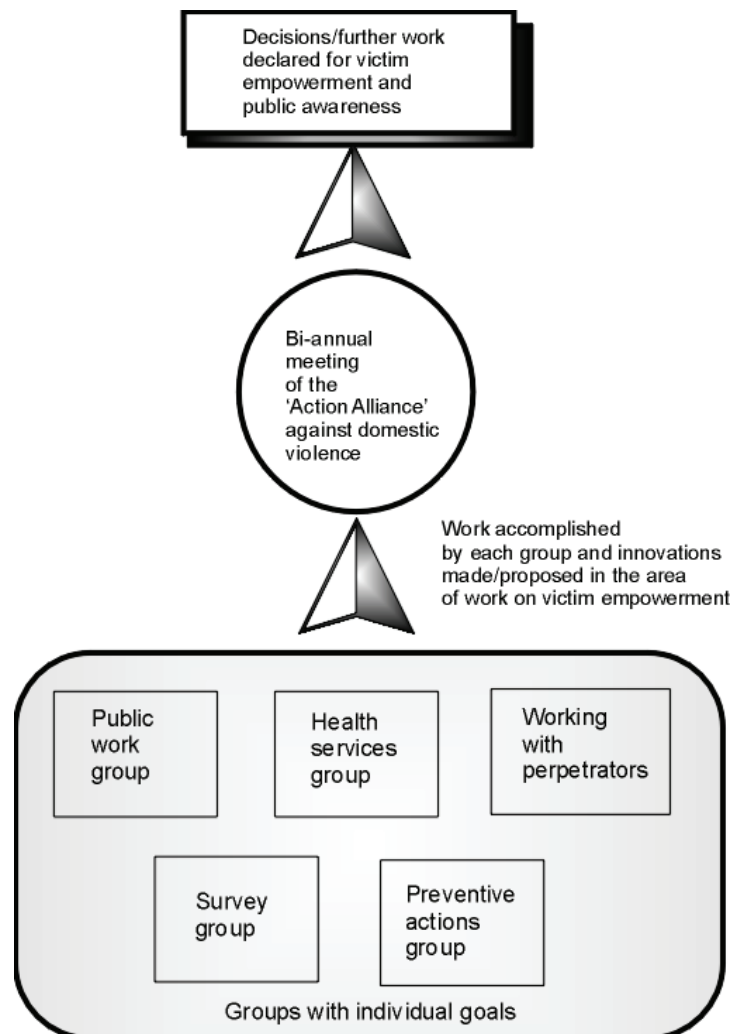 Decisions/further work
declared for victim
empowerment and
public awareness
Bi-annual
meeting
of the
‘Action Alliance’
against domestic
violence
Work accomplished
by each group and innovations
made/proposed in the area
of work on victim empowerment
Public
work
group
Health
services
group
Working
with
perpetrators
Survey
group
Preventive
actions
group
Groups with individual goals